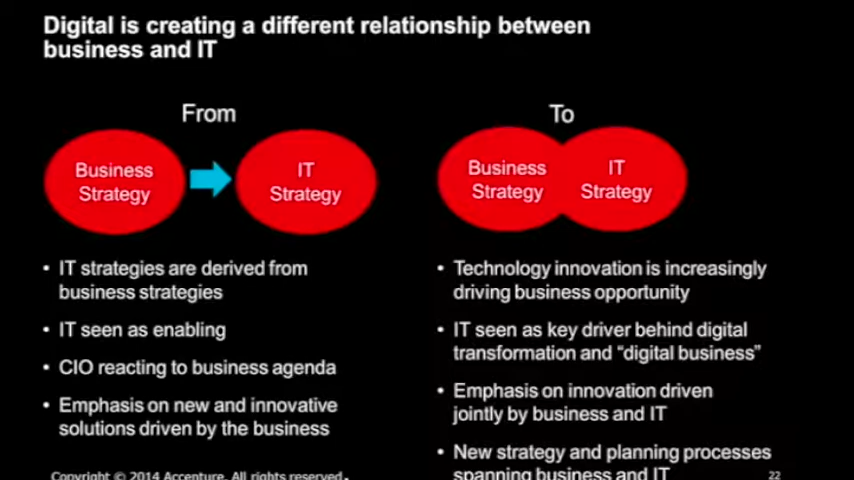 Digital is creating a different relationship between
business and IT
From
Business
Strategy
IT
Strategy
• IT strategies are derived from
business strategies
• IT seen as enabling
• CIO reacting to business agenda
• Emphasis on new and innovative
solutions driven by the business
To
Business
Strategy
IT
Strategy
• Technology innovation is increasingly
driving business opportunity
• IT seen as key driver behind digital
transformation and “digital business”
• Emphasis on innovation driven
jointly by business and IT
• New strategy and planning processes
spanning business and IT
Copyright © 2014 Accenture. All rights reserved.
22